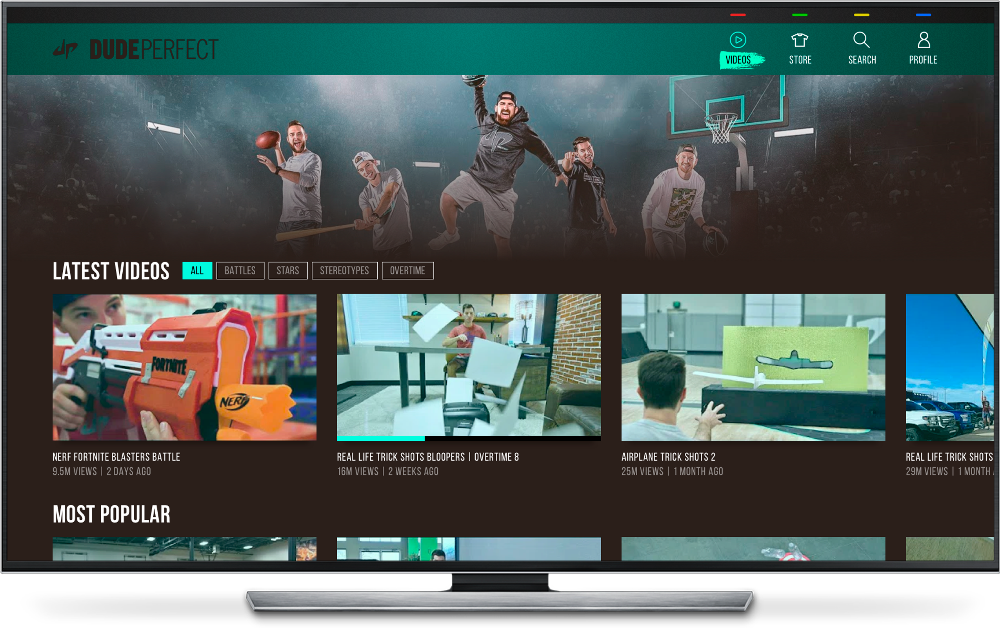 DUDEPERFECT
VIDEOS
STORE
SEARCH
PROFILE
LATEST VIDEOS
ALL
BATTLES
STARS
STEREOTYPES
OVERTIME
FORTNITE
NERF
NERF FORTNITE BLASTERS BATTLE
9.5M VIEWS | 2 DAYS AGO
REAL LIFE TRICK SHOTS BLOOPERS | OVERTIME 8
16M VIEWS | 2 WEEKS AGO
AIRPLANE TRICK SHOTS 2
25M VIEWS | 1 MONTH AGO
REAL LIFE TRICK SHOTS
29M VIEWS | 1 MONTH
MOST POPULAR